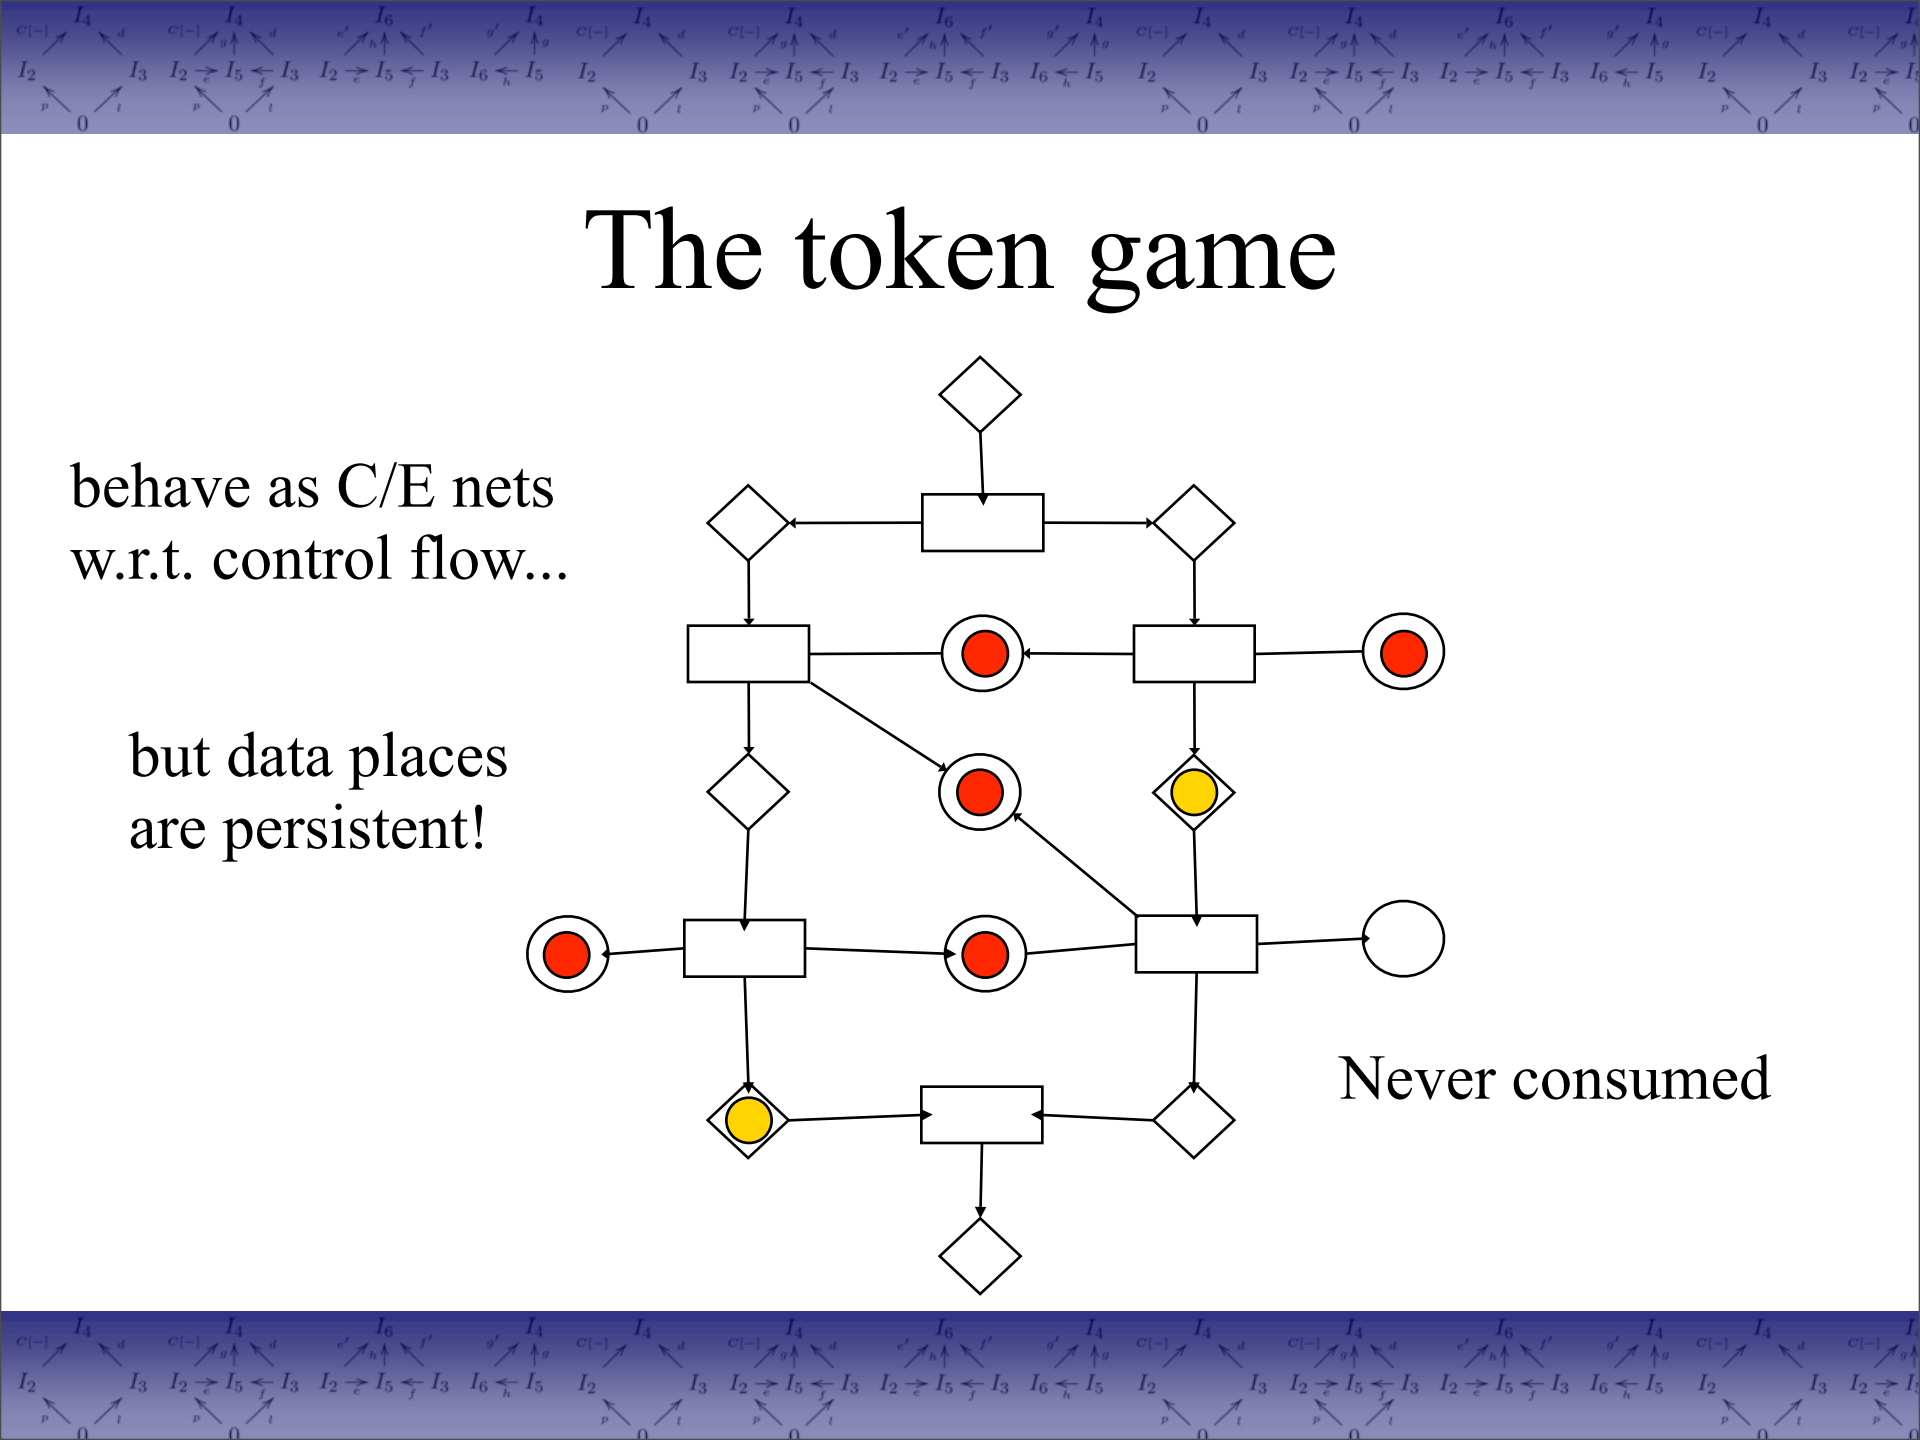 The token game
behave as C/E nets
w.r.t. control flow...
but data places
are persistent!
Never consumed